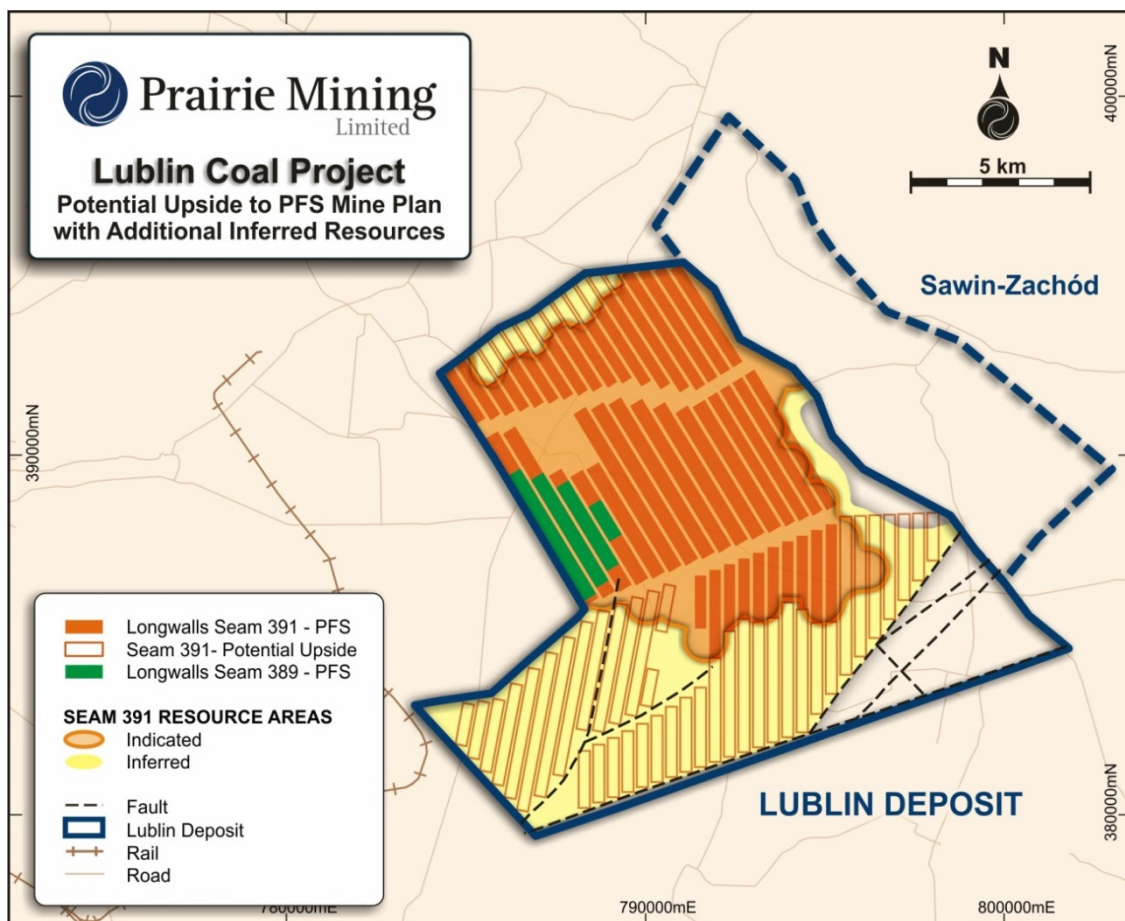 Prairie Mining
Limited
Lublin Coal Project
Potential Upside to PFS Mine Plan
with Additional Inferred Resources
N
5 km
400000mN
Sawin-Zachód
390000mN
Longwalls Seam 391 - PFS
Seam 391- Potential Upside
Longwalls Seam 389 - PFS
SEAM 391 RESOURCE AREAS
Indicated
Inferred
Fault
Lublin Deposit
Rail
Road
LUBLIN DEPOSIT
380000mN
780000mE
790000mE
800000mE